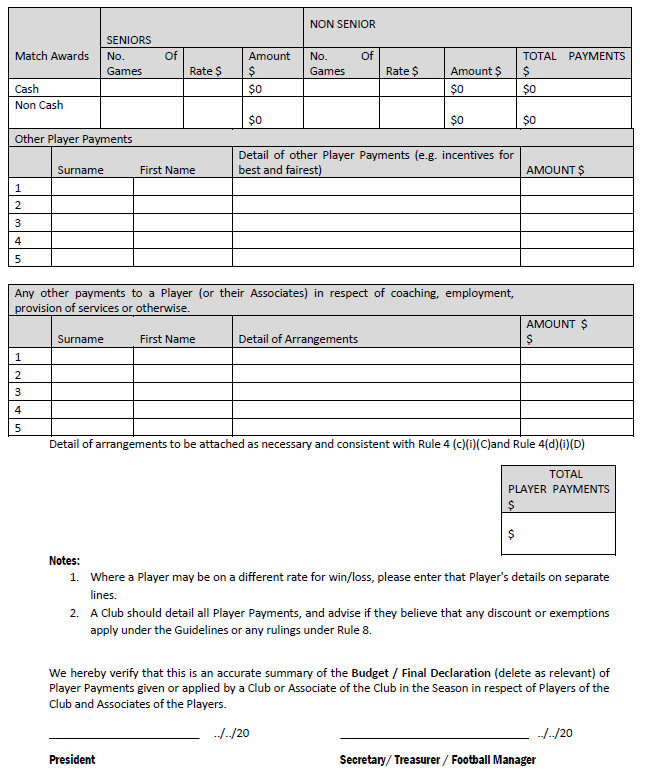 NON SENIOR
SENIORS
Match Awards No. Of Amount No. Of TOTAL PAYMENTS
Games Rate $ $ Games Rate $ Amount $ $
Cash $0 $0 $0
Non Cash
$0 $0 $0
Other Player Payments
Detail of other Player Payments (e.g. incentives for
Surname First Name best and fairest) AMOUNT $
1
2
3
4
5
Any other payments to a Player (or their Associates) in respect of coaching, employment,
provision of services or otherwise.
AMOUNT $
Surname First Name Detail of Arrangements $
1
2
3
4
5
Detail of arrangements to be attached as necessary and consistent with Rule 4 (c)(i)(C)and Rule 4(d)(i)(D)
TOTAL
PLAYER PAYMENTS
$
$
Notes:
1. Where a Player may be on a different rate for win/loss, please enter that Player's details on separate
lines.
2. A Club should detail all Player Payments, and advise if they believe that any discount or exemptions
apply under the Guidelines or any rulings under Rule 8.
We hereby verify that this is an accurate summary of the Budget / Final Declaration (delete as relevant) of
Player Payments given or applied by a Club or Associate of the Club in the Season in respect of Players of the
Club and Associates of the Players.
../../20 ../../20
President Secretary/ Treasurer / Football Manager